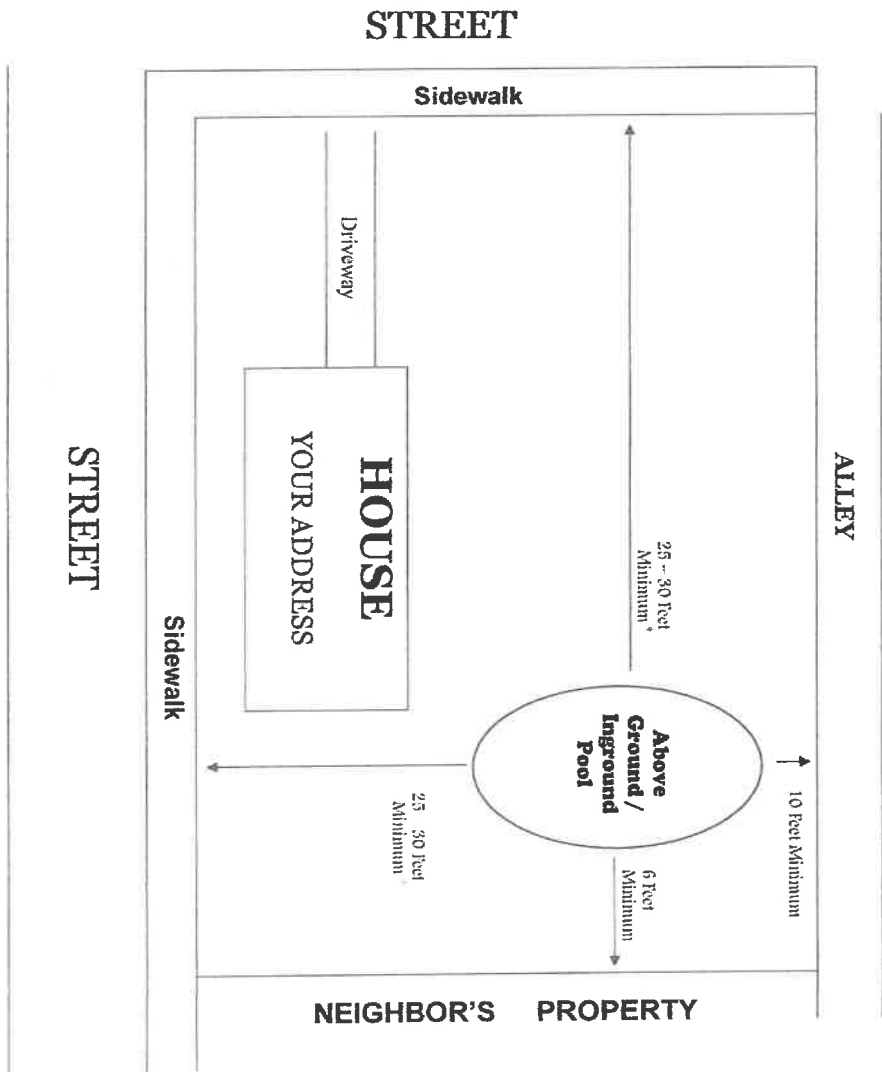 STREET
Sidewalk
Driveway
ALLEY
HOUSE
YOUR ADDRESS
STREET
Sidewalk
25 – 30 Feet
Minimum *
Above
Ground /
Inground
Pool
10 Feet Minimum
25 30 Feet
Minimum
6 Feet
Minimum
NEIGHBOR'S PROPERTY